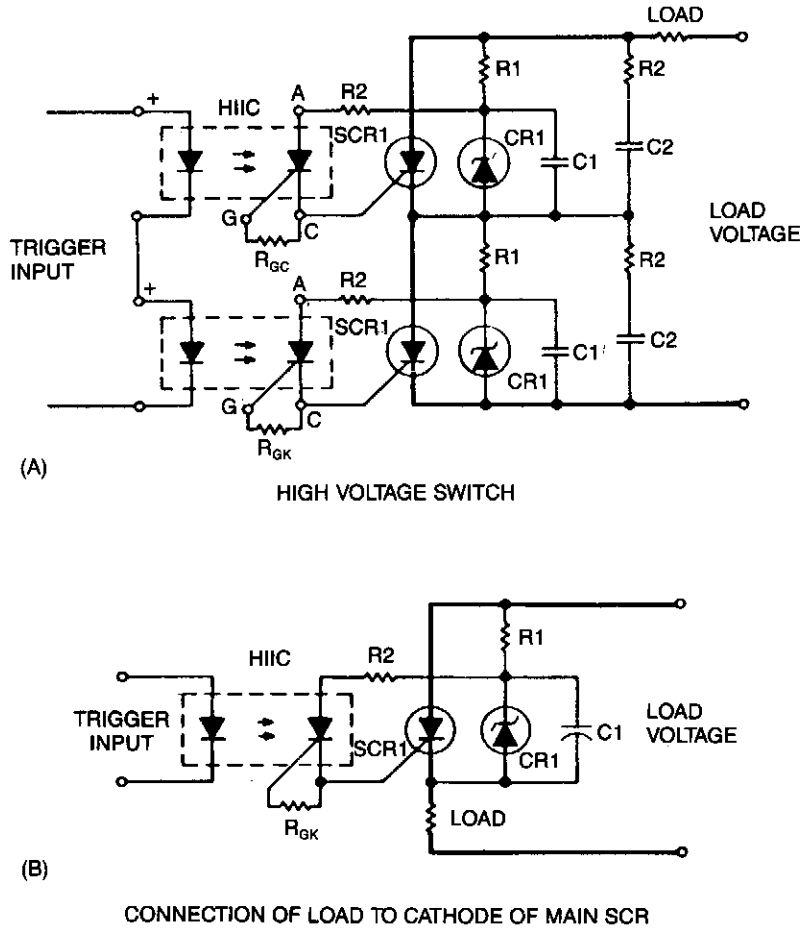 LOAD
R1
R2
HIIC
A
R2
+
SCR1
CR1
C1
C2
G
C
RGC
LOAD
VOLTAGE
TRIGGER
INPUT
R1
R2
+
A
R2
SCR1
CR1
C1
C2
G
C
RGK
(A)
HIGH VOLTAGE SWITCH
HIIC
R2
R1
TRIGGER
INPUT
SCR1
CR1
C1
LOAD
VOLTAGE
RGK
LOAD
(B)
CONNECTION OF LOAD TO CATHODE OF MAIN SCR